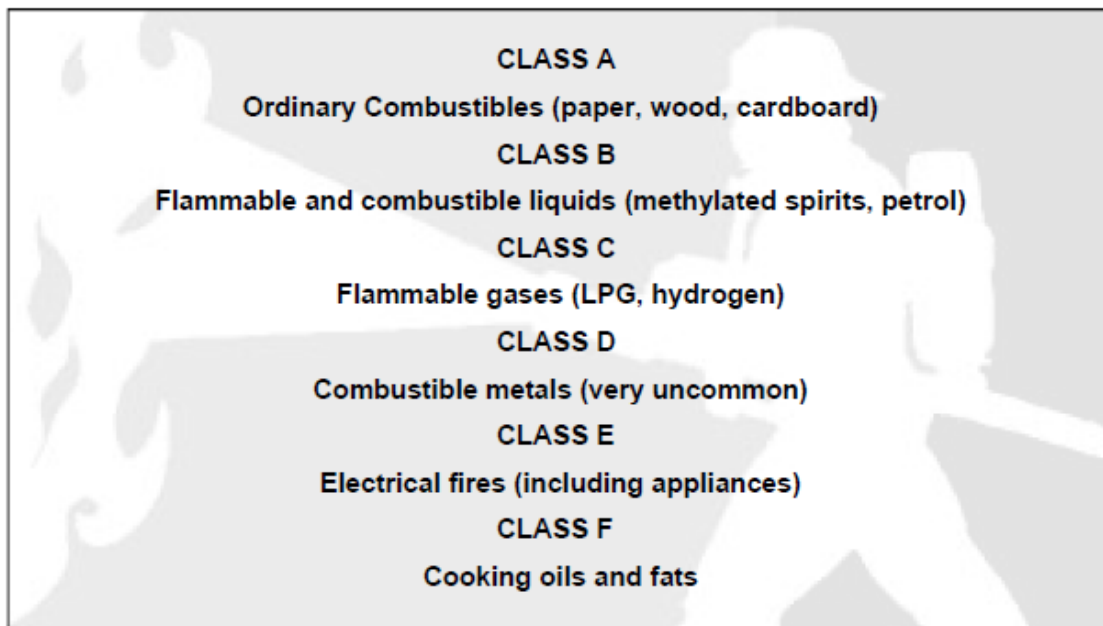 CLASS A
Ordinary Combustibles (paper, wood, cardboard)
CLASS B
Flammable and combustible liquids (methylated spirits, petrol)
CLASS C
Flammable gases (LPG, hydrogen)
CLASS D
Combustible metals (very uncommon)
CLASS E
Electrical fires (including appliances)
CLASS F
Cooking oils and fats